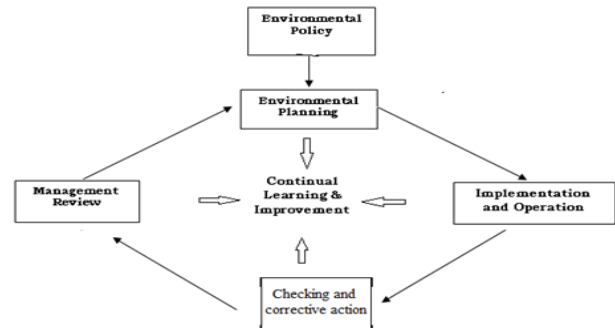 Environmental
Policy
Environmental
Planning
Management
Review
Continual
Learning &
Improvement
Implementation
and Operation
Checking and
corrective action